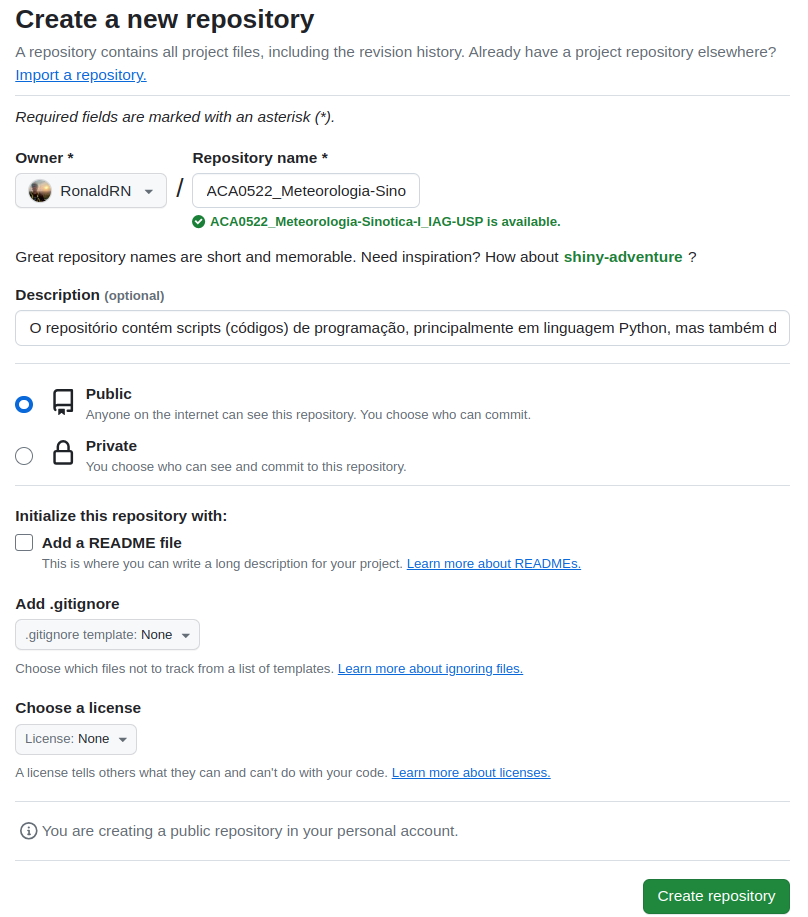 Create a new repository
A repository contains all project files, including the revision history. Already have a project repository elsewhere?
Import a repository.
Required fields are marked with an asterisk (*).
Owner * Repository name *
RonaldRN / ACA0522_Meteorologia-Sino
ACA0522_Meteorologia-Sinotica-I_IAG-USP is available.
Great repository names are short and memorable. Need inspiration? How about shiny-adventure ?
Description (optional)
O repositório contém scripts (códigos) de programação, principalmente em linguagem Python, mas também d
Public
Anyone on the internet can see this repository. You choose who can commit.
Private
You choose who can see and commit to this repository.
Initialize this repository with:
Add a README file
This is where you can write a long description for your project. Learn more about READMEs.
Add .gitignore
.gitignore template: None
Choose which files not to track from a list of templates. Learn more about ignoring files.
Choose a license
License: None
A license tells others what they can and can't do with your code. Learn more about licenses.
You are creating a public repository in your personal account.
Create repository